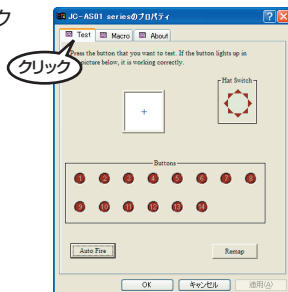 ク
JC-AS01 seriesのプロパティ
Test Macro About
クリック
Press the button that you want to test. If the button lights up in
picture below, it is working correctly.
Hat Switch
Buttons
1 2 3 4 5 6 7 8
9 10 11 12 13 14
Auto Fire Remap
OK キャンセル 適用(A)